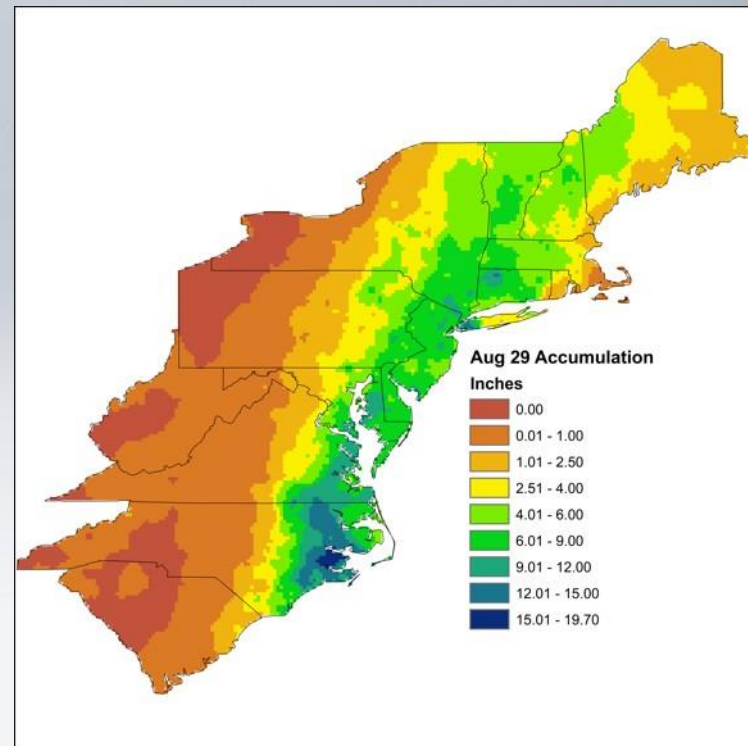 Aug 29 Accumulation
Inches
0.00
0.01 - 1.00
1.01 - 2.50
2.51 - 4.00
4.01 - 6.00
6.01 - 9.00
9.01 - 12.00
12.01 - 15.00
15.01 - 19.70